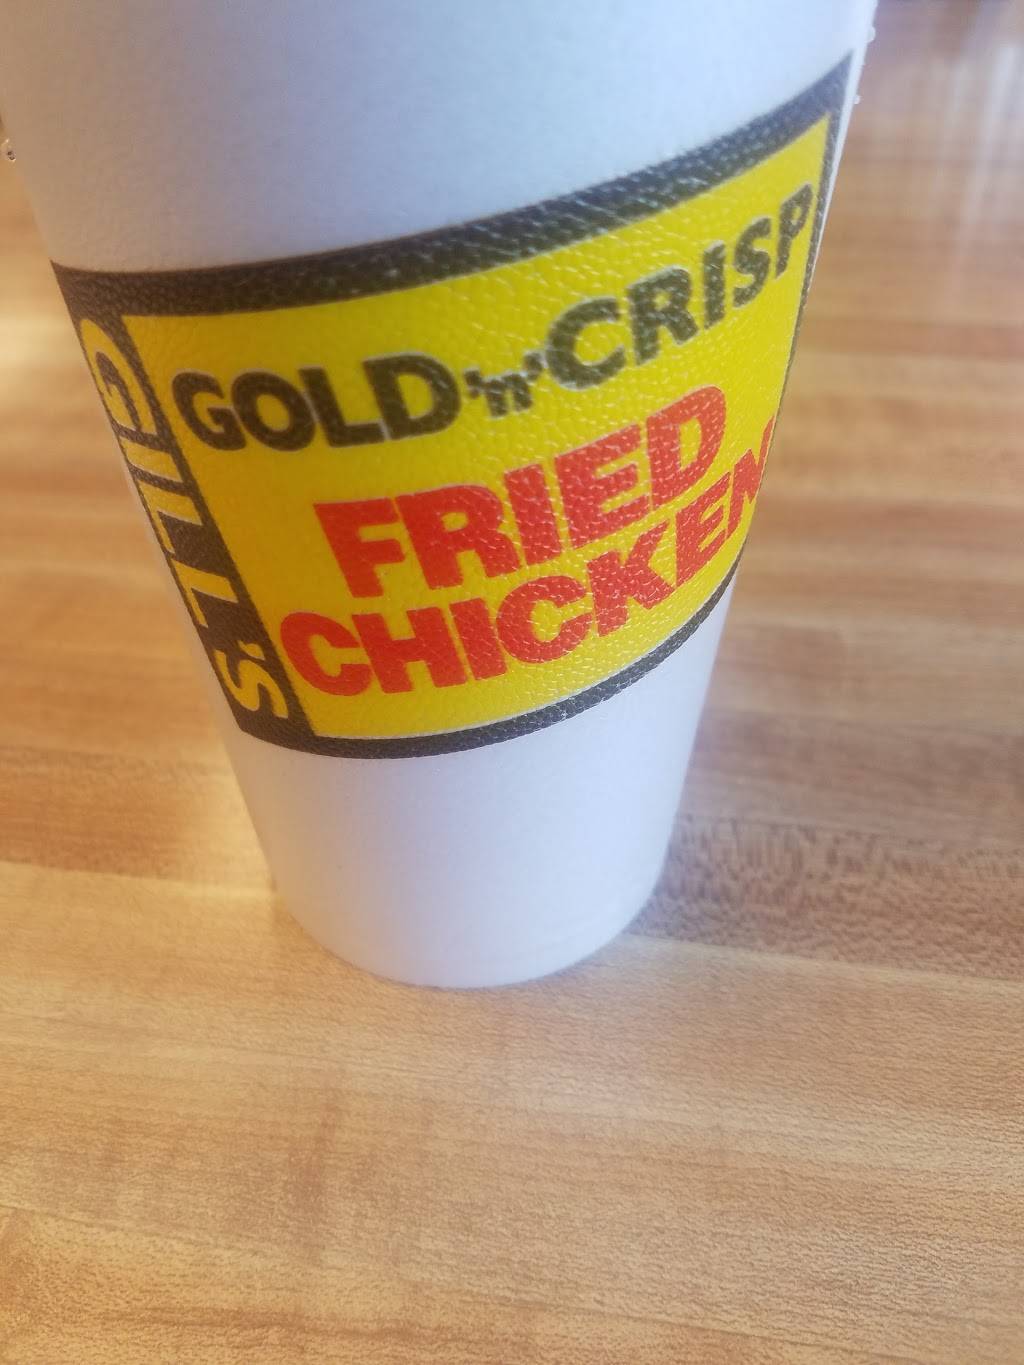 GILL'S
GOLD 'n' CRISP
FRIED
CHICKEN